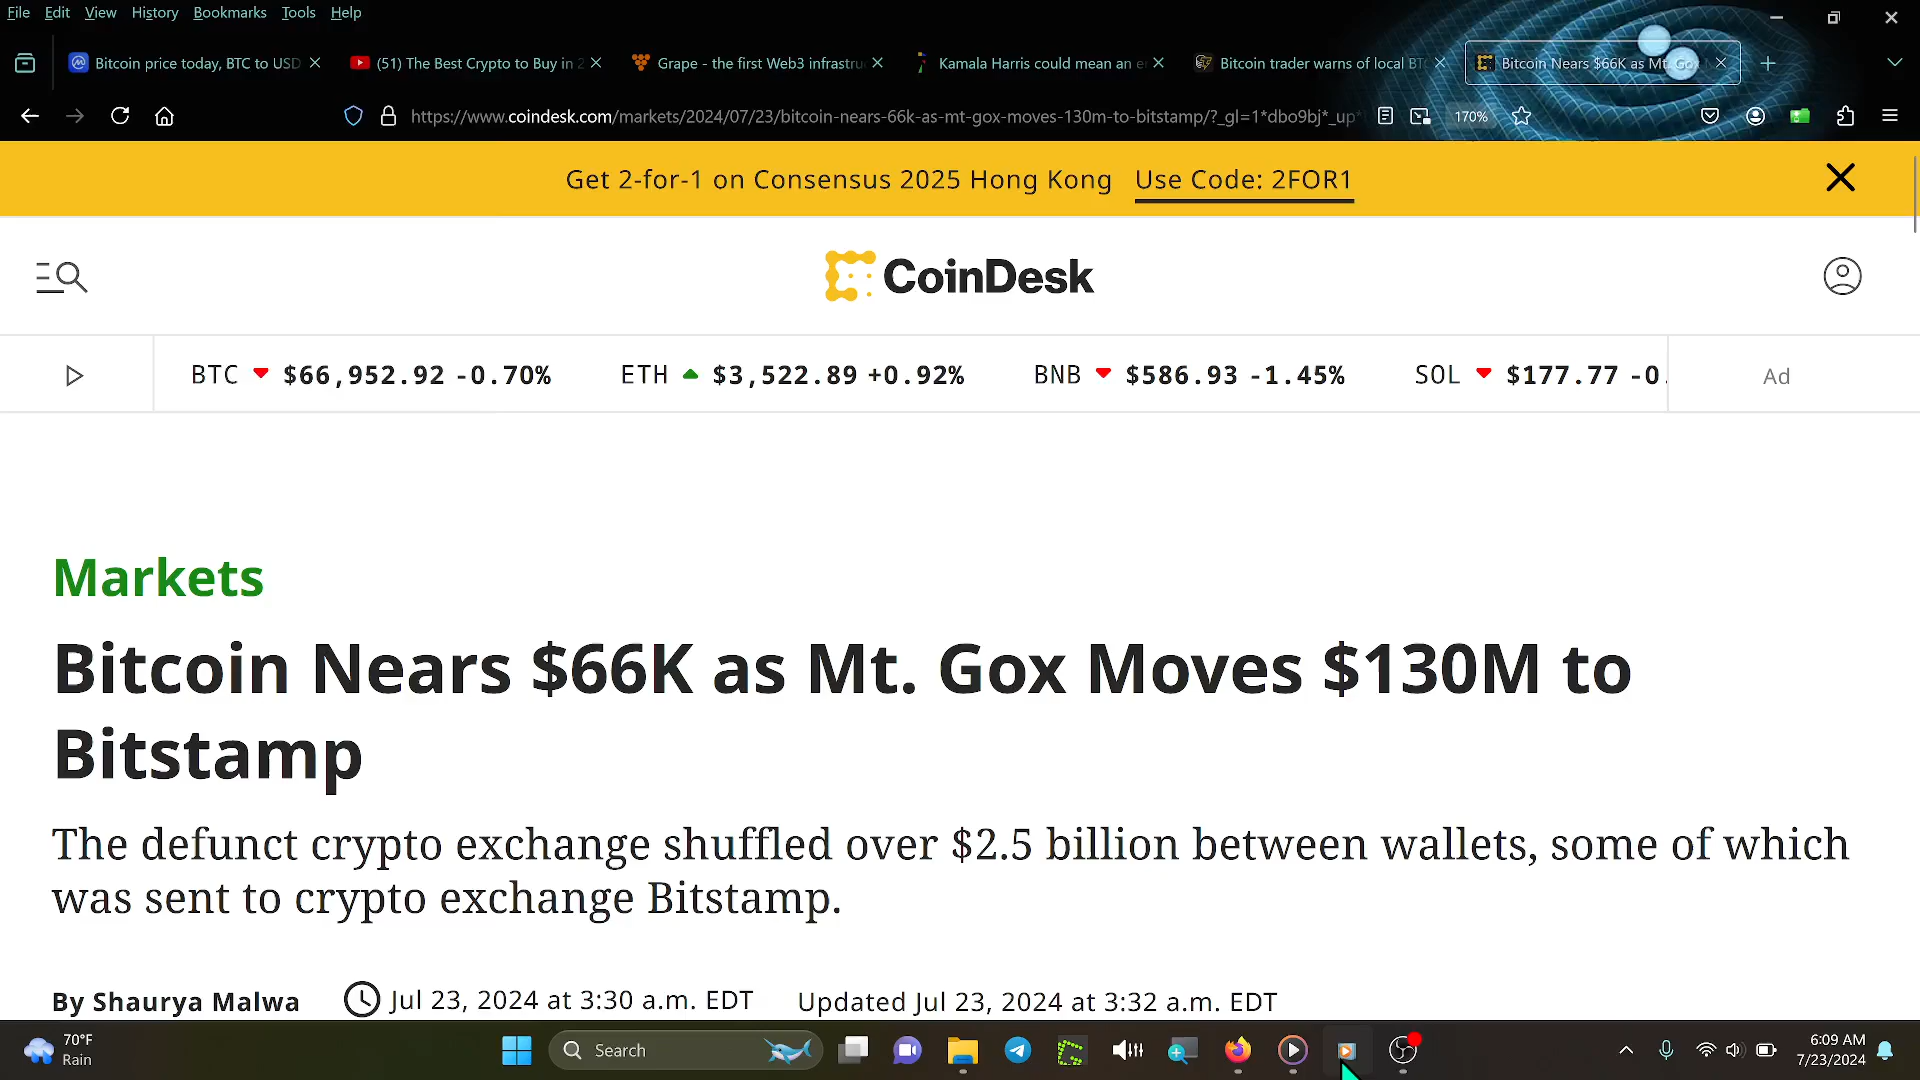 File Edit View History Bookmarks Tools Help
Bitcoin price today, BTC to USD
(51) The Best Crypto to Buy in 2
Grape - the first Web3 infrastru
Kamala Harris could mean an e
Bitcoin trader warns of local BT
Bitcoin Nears $66K as Mt. Go
https://www.coindesk.com/markets/2024/07/23/bitcoin-nears-66k-as-mt-gox-moves-130m-to-bitstamp/?_gl=1*dbo9bj*_up*
170%
Get 2-for-1 on Consensus 2025 Hong Kong Use Code: 2FOR1
CoinDesk
BTC $66,952.92 -0.70% ETH $3,522.89 +0.92% BNB $586.93 -1.45% SOL $177.77 -0.
Ad
Markets
Bitcoin Nears $66K as Mt. Gox Moves $130M to
Bitstamp
The defunct crypto exchange shuffled over $2.5 billion between wallets, some of which
was sent to crypto exchange Bitstamp.
By Shaurya Malwa Jul 23, 2024 at 3:30 a.m. EDT Updated Jul 23, 2024 at 3:32 a.m. EDT
70°F
Rain
Search
6:09 AM
7/23/2024